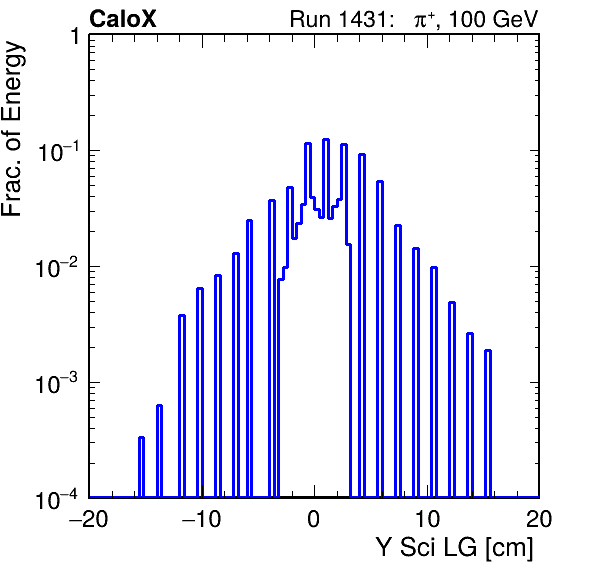 CaloX
Run 1431: π⁺, 100 GeV
Frac. of Energy
1
10⁻¹
10⁻²
10⁻³
10⁻⁴
−20 −10 0 10 20
Y Sci LG [cm]